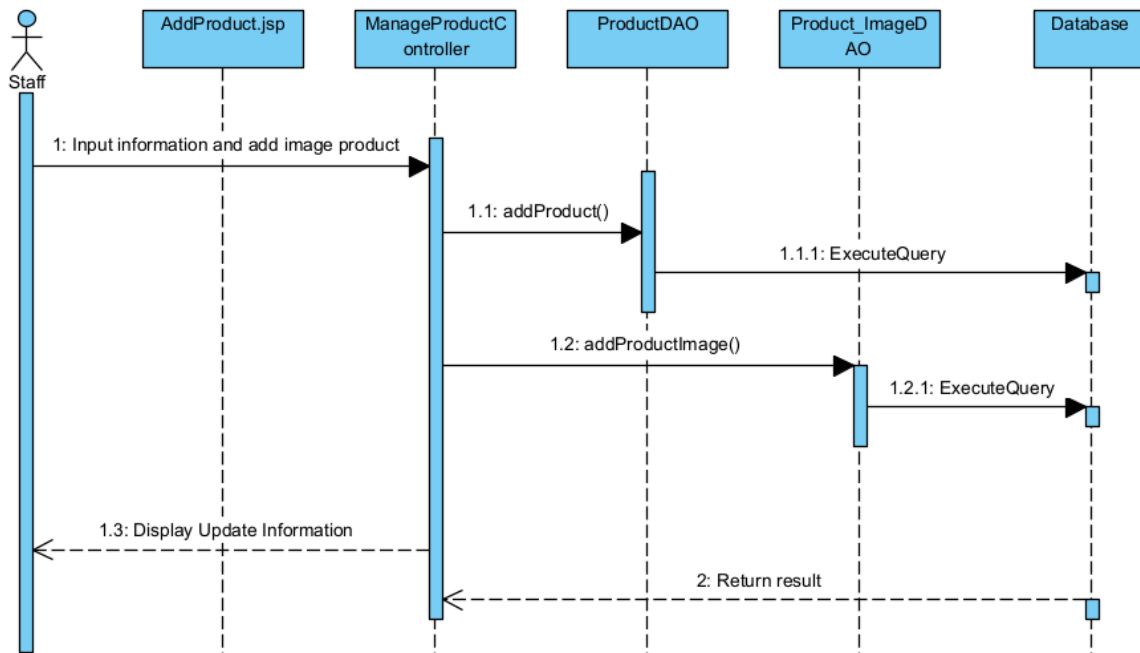 AddProduct.jsp
ManageProductC
ontroller
ProductDAO
Product_ImageD
AO
Database
Staff
1: Input information and add image product
1.1: addProduct()
1.1.1: ExecuteQuery
1.2: addProductImage()
1.2.1: ExecuteQuery
1.3: Display Update Information
2: Return result